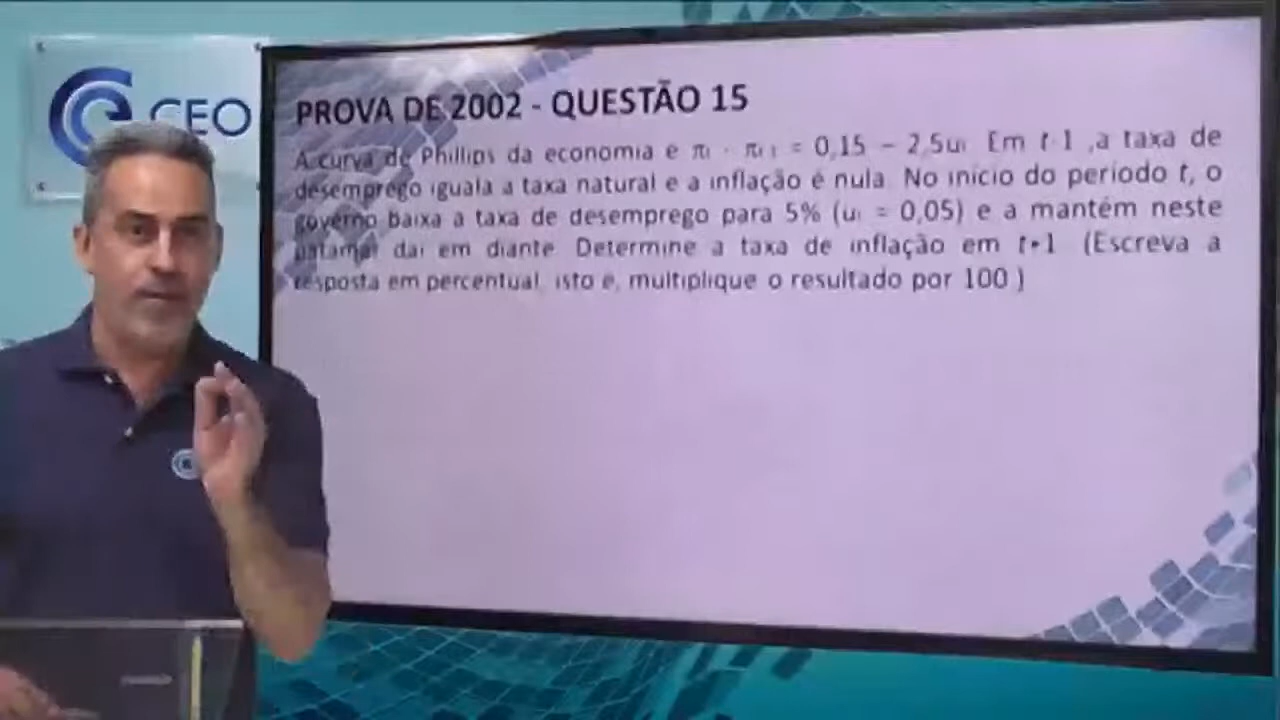 CEO
PROVA DE 2002 - QUESTÃO 15
A curva de Phillips da economia e πt - πt-1 = 0,15 – 2,5ut. Em t-1 ,a taxa de
desemprego iguala a taxa natural e a inflação é nula. No início do período t, o
governo baixa a taxa de desemprego para 5% (ut = 0,05) e a mantém neste
patamar daí em diante. Determine a taxa de inflação em t+1. (Escreva a
resposta em percentual, isto e, multiplique o resultado por 100.)